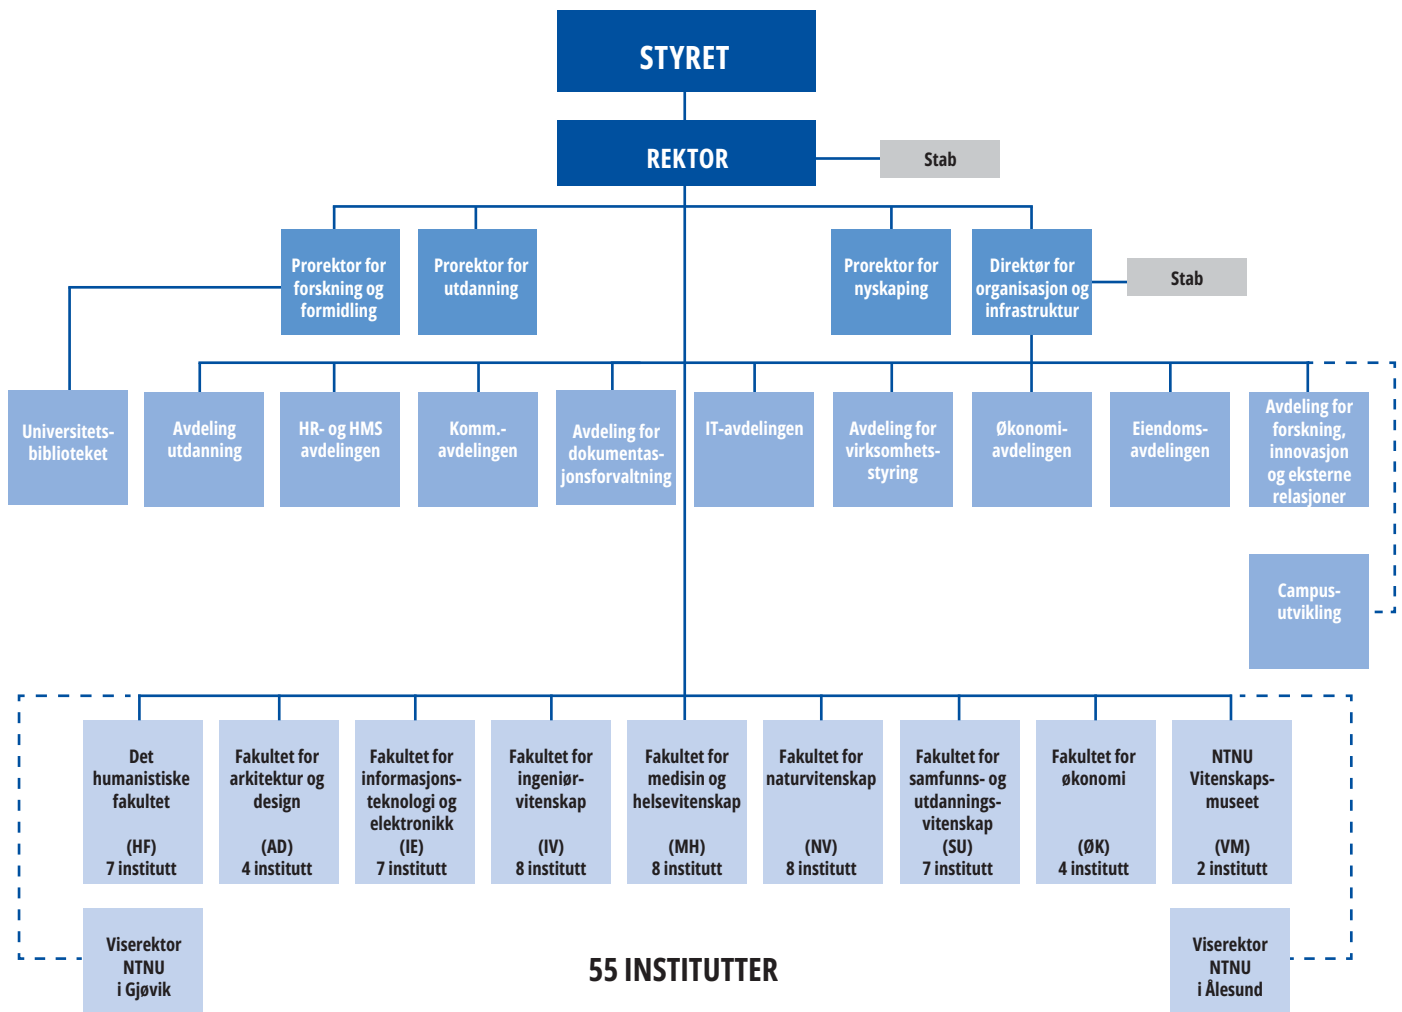 STYRET
REKTOR
Stab
Prorektor for
forskning og
formidling
Prorektor for
utdanning
Prorektor for
nyskaping
Direktør for
organisasjon og
infrastruktur
Stab
Universitets-
biblioteket
Avdeling
utdanning
HR- og HMS
avdelingen
Komm.-
avdelingen
Avdeling for
dokumentas-
jonsforvaltning
IT-avdelingen
Avdeling for
virksomhets-
styring
Økonomi-
avdelingen
Eiendoms-
avdelingen
Avdeling for
forskning,
innovasjon
og eksterne
relasjoner
Campus-
utvikling
Det
humanistiske
fakultet
(HF)
7 institutt
Fakultet for
arkitektur og
design
(AD)
4 institutt
Fakultet for
informasjons-
teknologi og
elektronikk
(IE)
7 institutt
Fakultet for
ingeniør-
vitenskap
(IV)
8 institutt
Fakultet for
medisin og
helsevitenskap
(MH)
8 institutt
Fakultet for
naturvitenskap
(NV)
8 institutt
Fakultet for
samfunns- og
utdannings-
vitenskap
(SU)
7 institutt
Fakultet for
økonomi
(ØK)
4 institutt
NTNU
Vitenskaps-
museet
(VM)
2 institutt
Viserektor
NTNU
i Gjøvik
55 INSTITUTTER
Viserektor
NTNU
i Ålesund